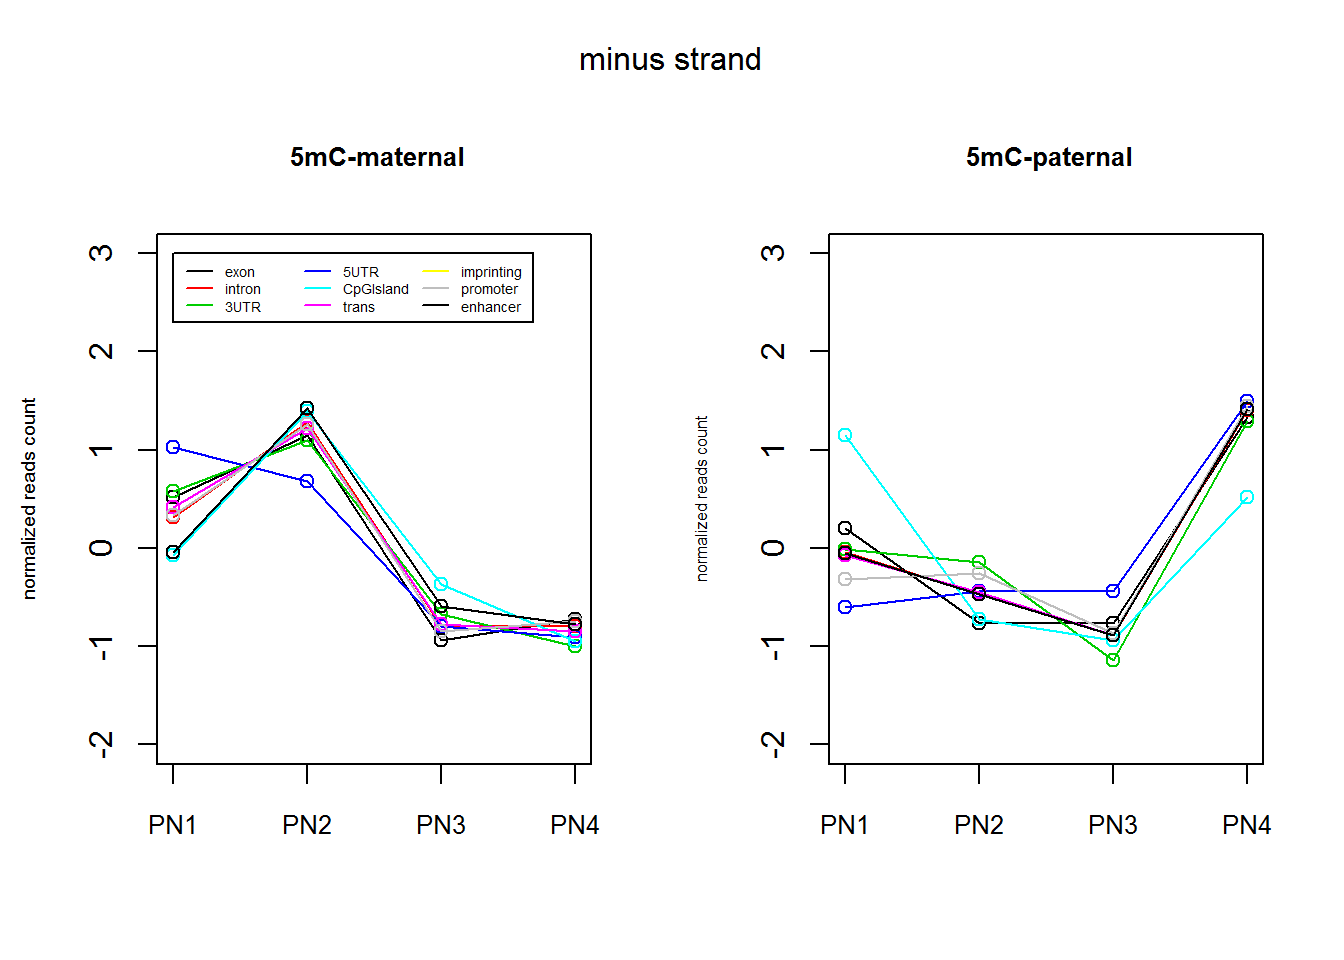 minus strand
5mC-maternal
normalized reads count
3
2
1
0
-1
-2
exon
intron
3UTR
5UTR
CpGIsland
trans
imprinting
promoter
enhancer
PN1 PN2 PN3 PN4
5mC-paternal
normalized reads count
3
2
1
0
-1
-2
PN1 PN2 PN3 PN4